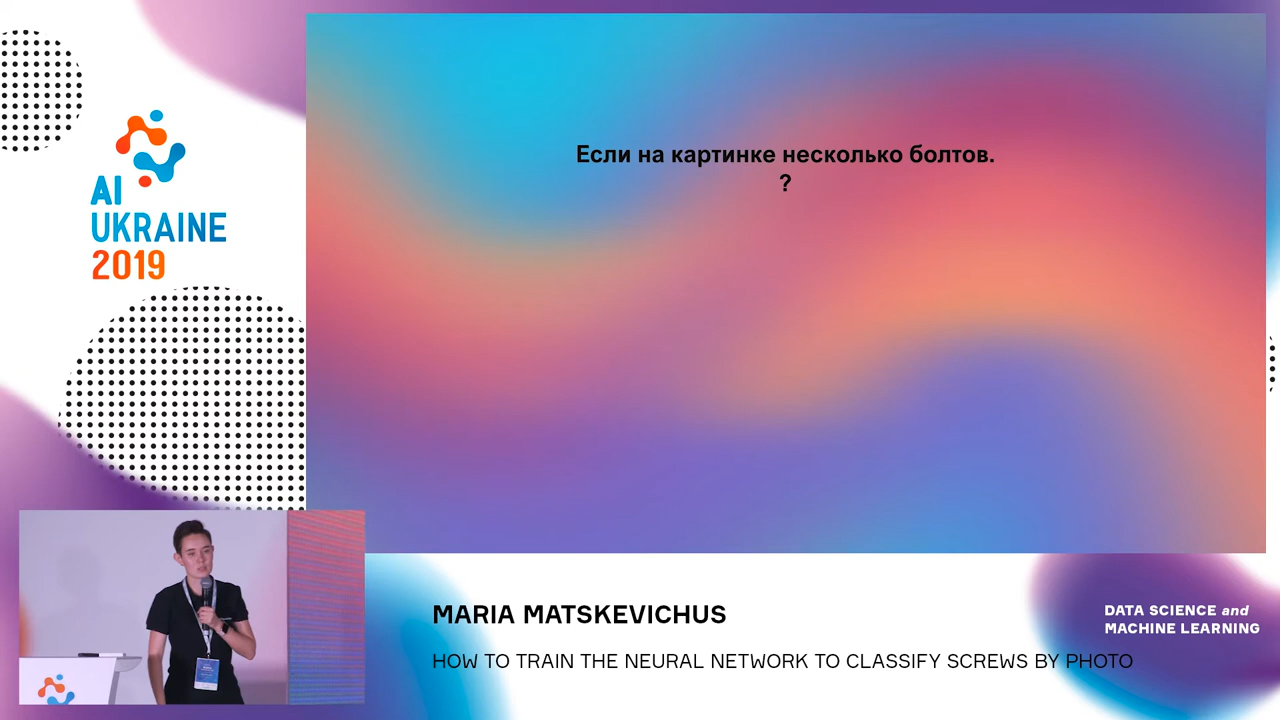 AI
UKRAINE
2019
Если на картинке несколько болтов.
?
MARIA MATSKEVICHUS
HOW TO TRAIN THE NEURAL NETWORK TO CLASSIFY SCREWS BY PHOTO
DATA SCIENCE and
MACHINE LEARNING